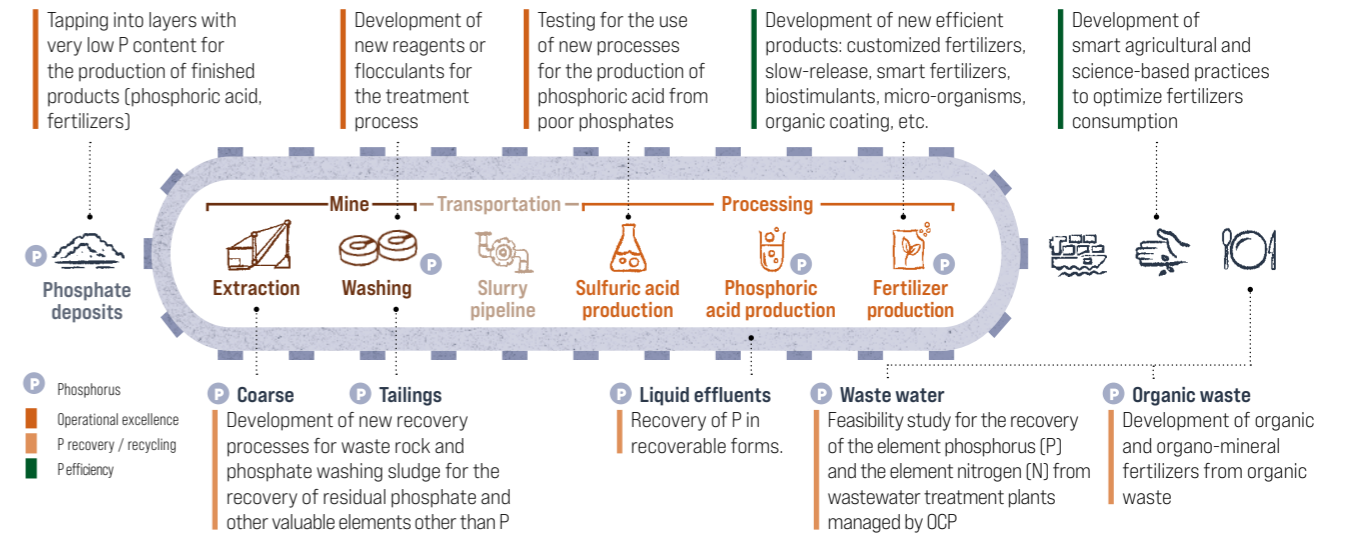 Tapping into layers with
very low P content for
the production of finished
products (phosphoric acid,
fertilizers)
Development of
new reagents or
flocculants for
the treatment
process
Testing for the use
of new processes
for the production of
phosphoric acid from
poor phosphates
Development of new efficient
products: customized fertilizers,
slow-release, smart fertilizers,
biostimulants, micro-organisms,
organic coating, etc.
Development of
smart agricultural and
science-based practices
to optimize fertilizers
consumption
Mine
Transportation
Processing
P
Phosphate
deposits
Extraction
Washing
P
Slurry
pipeline
Sulfuric acid
production
Phosphoric
acid production
P
Fertilizer
production
P
P Phosphorus
Operational excellence
P recovery / recycling
P efficiency
P Coarse
P Tailings
Development of new recovery
processes for waste rock and
phosphate washing sludge for the
recovery of residual phosphate and
other valuable elements other than P
P Liquid effluents
Recovery of P in
recoverable forms.
P Waste water
Feasibility study for the recovery
of the element phosphorus (P)
and the element nitrogen (N) from
wastewater treatment plants
managed by OCP
P Organic waste
Development of organic
and organo-mineral
fertilizers from organic
waste